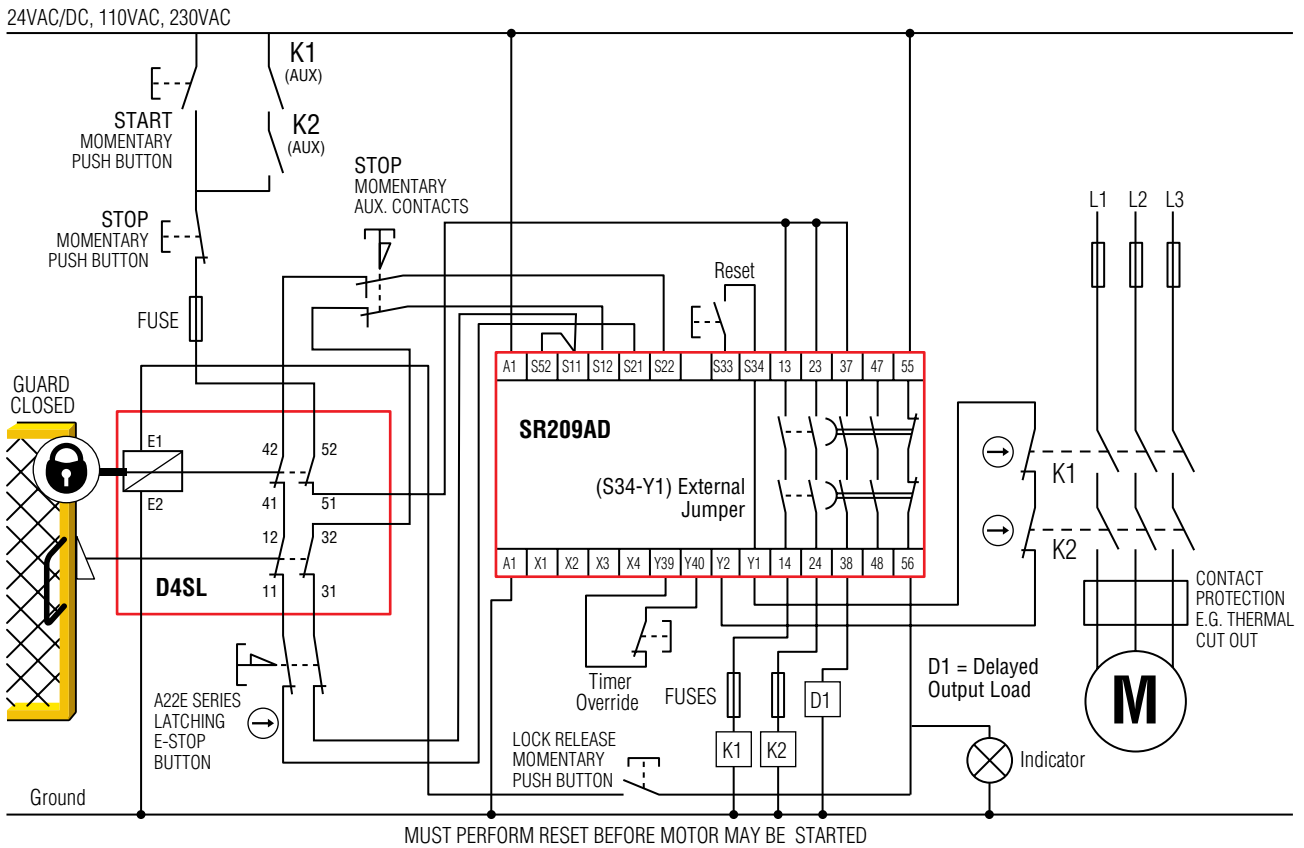 24VAC/DC, 110VAC, 230VAC
K1
(AUX)
START
MOMENTARY
PUSH BUTTON
K2
(AUX)
STOP
MOMENTARY
AUX. CONTACTS
STOP
MOMENTARY
PUSH BUTTON
L1 L2 L3
Reset
FUSE
A1 S52 S11 S12 S21 S22 S33 S34 13 23 37 47 55
GUARD
CLOSED
SR209AD
E1
42 52
E2
41 51
(S34-Y1) External
Jumper
K1
12 32
K2
D4SL
11 31
A1 X1 X2 X3 X4 Y39 Y40 Y2 Y1 14 24 38 48 56
CONTACT
PROTECTION
E.G. THERMAL
CUT OUT
D1 = Delayed
Output Load
A22E SERIES
LATCHING
E-STOP
BUTTON
Timer
Override
FUSES
D1
M
LOCK RELEASE
MOMENTARY
PUSH BUTTON
K1 K2
Indicator
Ground
MUST PERFORM RESET BEFORE MOTOR MAY BE STARTED